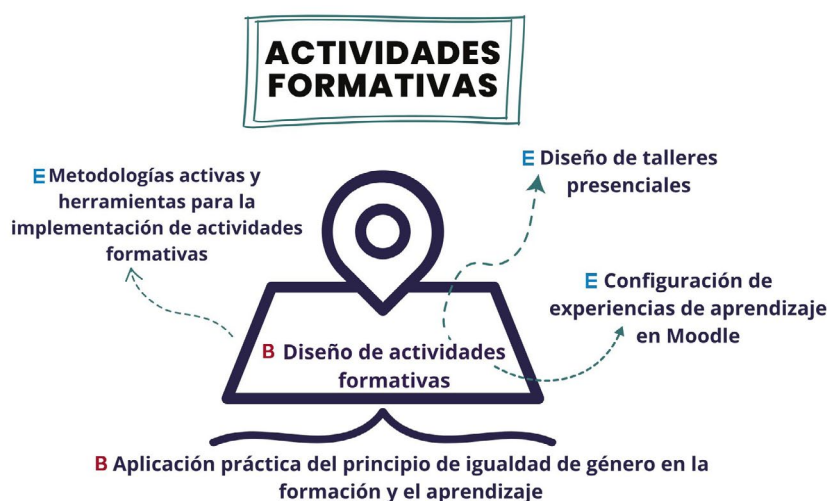 ACTIVIDADES
FORMATIVAS
E Metodologías activas y
herramientas para la
implementación de actividades
formativas
E Diseño de talleres
presenciales
E Configuración de
experiencias de aprendizaje
en Moodle
B Diseño de actividades
formativas
B Aplicación práctica del principio de igualdad de género en la
formación y el aprendizaje